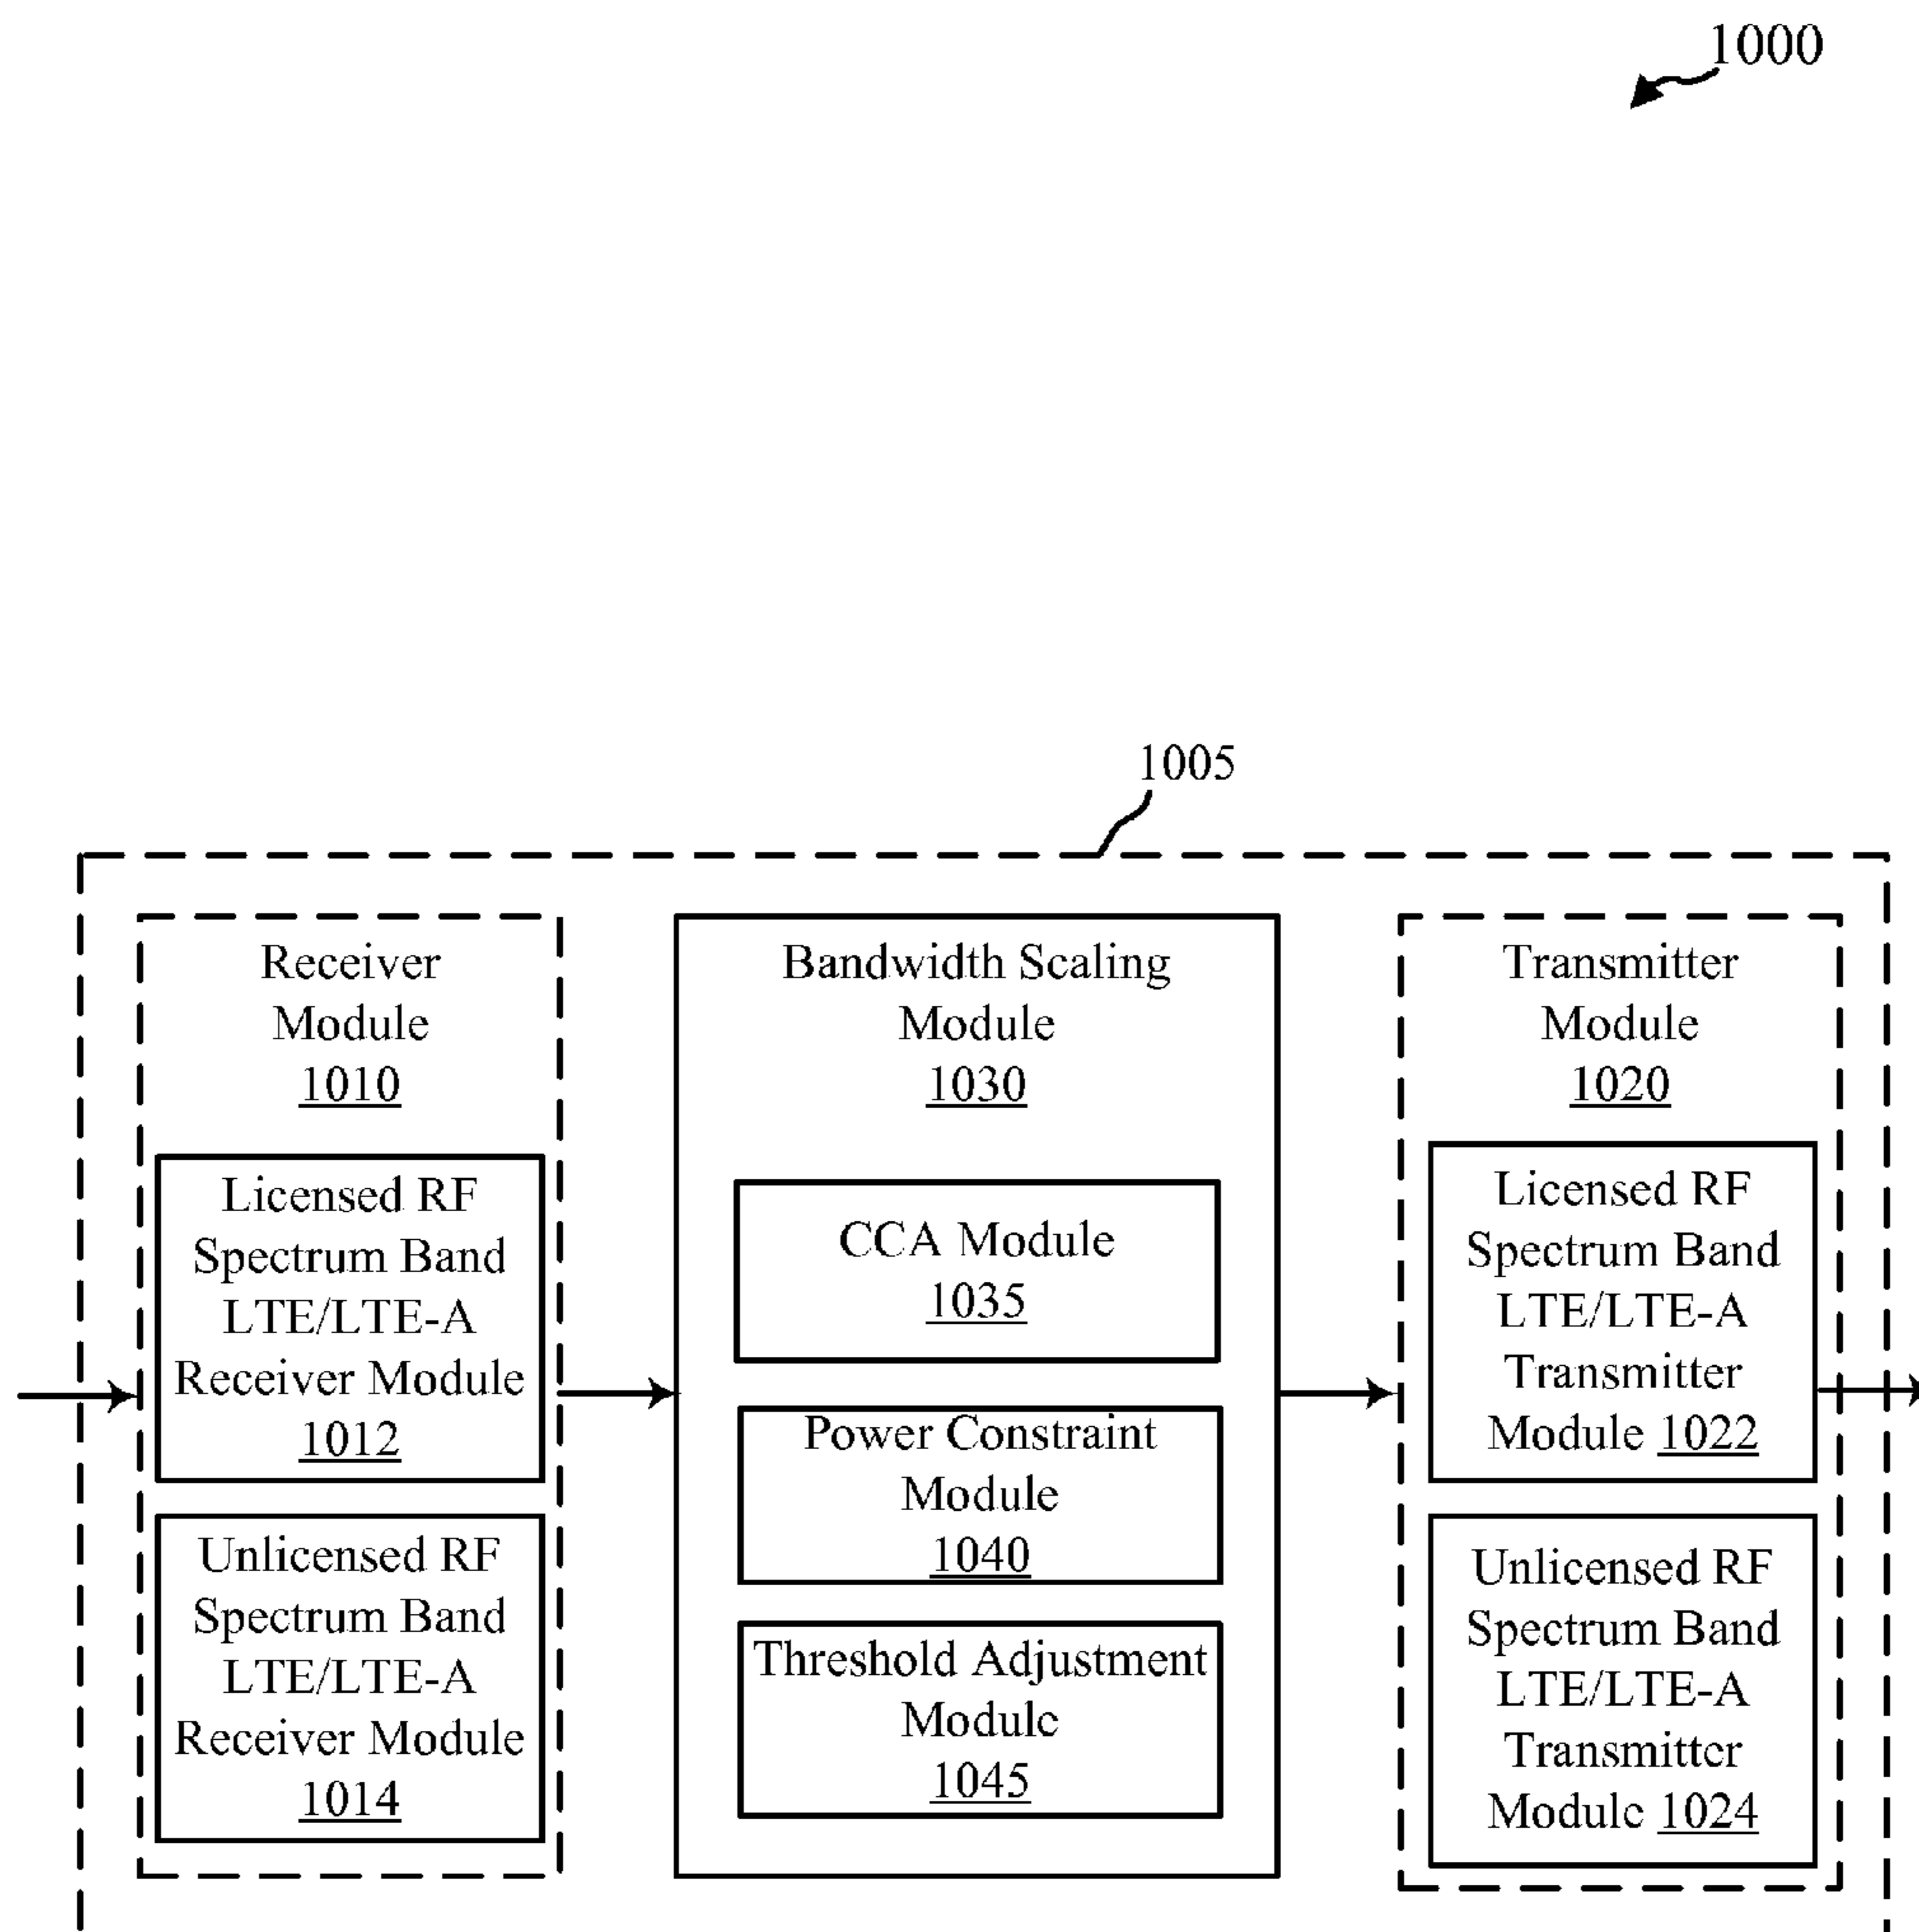 1000
1005
Receiver
Module
1010
Licensed RF
Spectrum Band
LTE/LTE-A
Receiver Module
1012
Unlicensed RF
Spectrum Band
LTE/LTE-A
Receiver Module
1014
Bandwidth Scaling
Module
1030
CCA Module
1035
Power Constraint
Module
1040
Threshold Adjustment
Module
1045
Transmitter
Module
1020
Licensed RF
Spectrum Band
LTE/LTE-A
Transmitter
Module 1022
Unlicensed RF
Spectrum Band
LTE/LTE-A
Transmitter
Module 1024